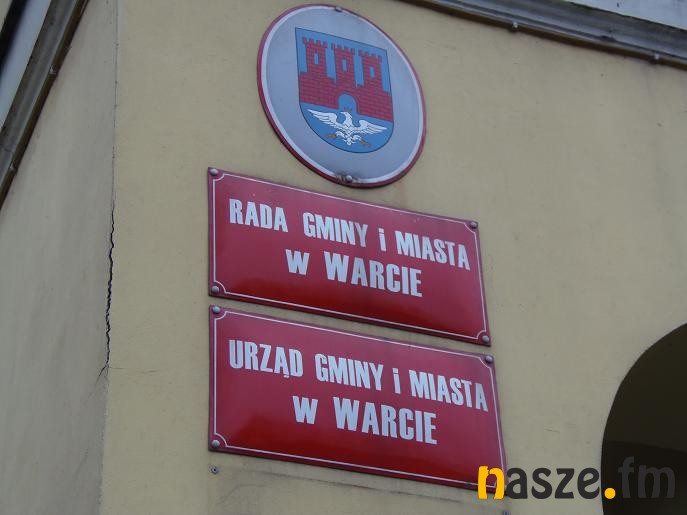 RADA GMINY i MIASTA
W WARCIE
URZĄD GMINY i MIASTA
W WARCIE
nasze.fm